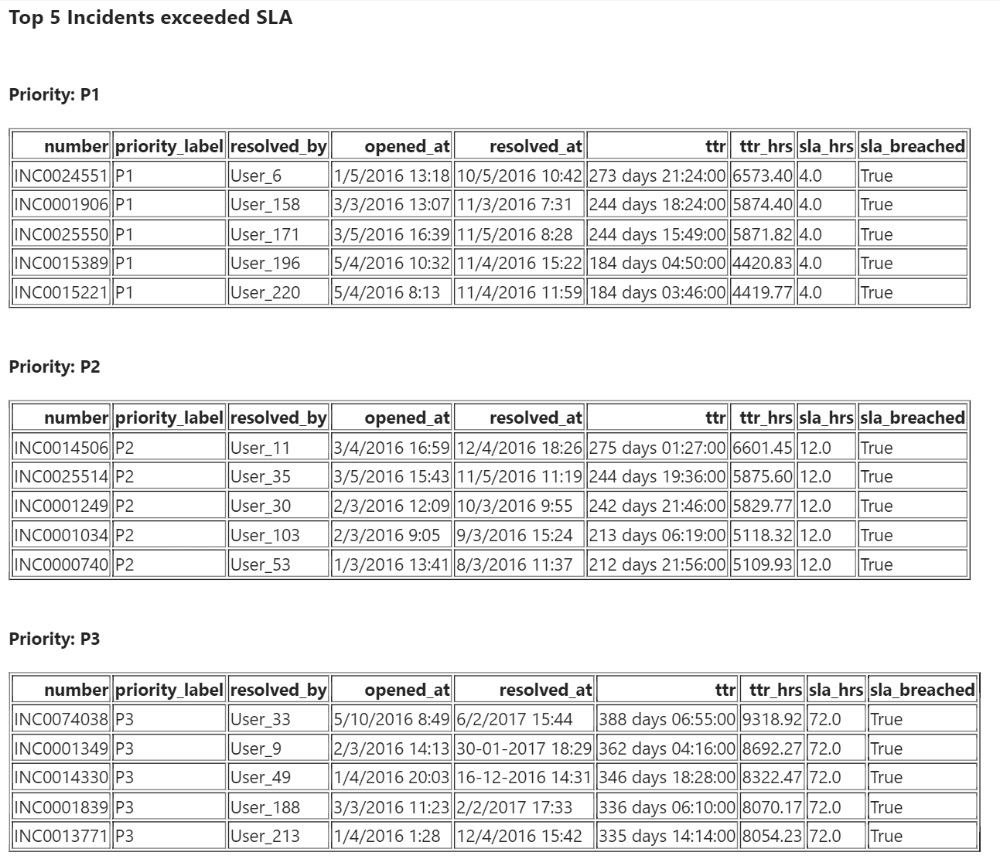 Top 5 Incidents exceeded SLA
Priority: P1
number priority_label resolved_by opened_at resolved_at ttr ttr_hrs sla_hrs sla_breached
INC0024551 P1 User_6 1/5/2016 13:18 10/5/2016 10:42 273 days 21:24:00 6573.40 4.0 True
INC0001906 P1 User_158 3/3/2016 13:07 11/3/2016 7:31 244 days 18:24:00 5874.40 4.0 True
INC0025550 P1 User_171 3/5/2016 16:39 11/5/2016 8:28 244 days 15:49:00 5871.82 4.0 True
INC0015389 P1 User_196 5/4/2016 10:32 11/4/2016 15:22 184 days 04:50:00 4420.83 4.0 True
INC0015221 P1 User_220 5/4/2016 8:13 11/4/2016 11:59 184 days 03:46:00 4419.77 4.0 True
Priority: P2
number priority_label resolved_by opened_at resolved_at ttr ttr_hrs sla_hrs sla_breached
INC0014506 P2 User_11 3/4/2016 16:59 12/4/2016 18:26 275 days 01:27:00 6601.45 12.0 True
INC0025514 P2 User_35 3/5/2016 15:43 11/5/2016 11:19 244 days 19:36:00 5875.60 12.0 True
INC0001249 P2 User_30 2/3/2016 12:09 10/3/2016 9:55 242 days 21:46:00 5829.77 12.0 True
INC0001034 P2 User_103 2/3/2016 9:05 9/3/2016 15:24 213 days 06:19:00 5118.32 12.0 True
INC0000740 P2 User_53 1/3/2016 13:41 8/3/2016 11:37 212 days 21:56:00 5109.93 12.0 True
Priority: P3
number priority_label resolved_by opened_at resolved_at ttr ttr_hrs sla_hrs sla_breached
INC0074038 P3 User_33 5/10/2016 8:49 6/2/2017 15:44 388 days 06:55:00 9318.92 72.0 True
INC0001349 P3 User_9 2/3/2016 14:13 30-01-2017 18:29 362 days 04:16:00 8692.27 72.0 True
INC0014330 P3 User_49 1/4/2016 20:03 16-12-2016 14:31 346 days 18:28:00 8322.47 72.0 True
INC0001839 P3 User_188 3/3/2016 11:23 2/2/2017 17:33 336 days 06:10:00 8070.17 72.0 True
INC0013771 P3 User_213 1/4/2016 1:28 12/4/2016 15:42 335 days 14:14:00 8054.23 72.0 True